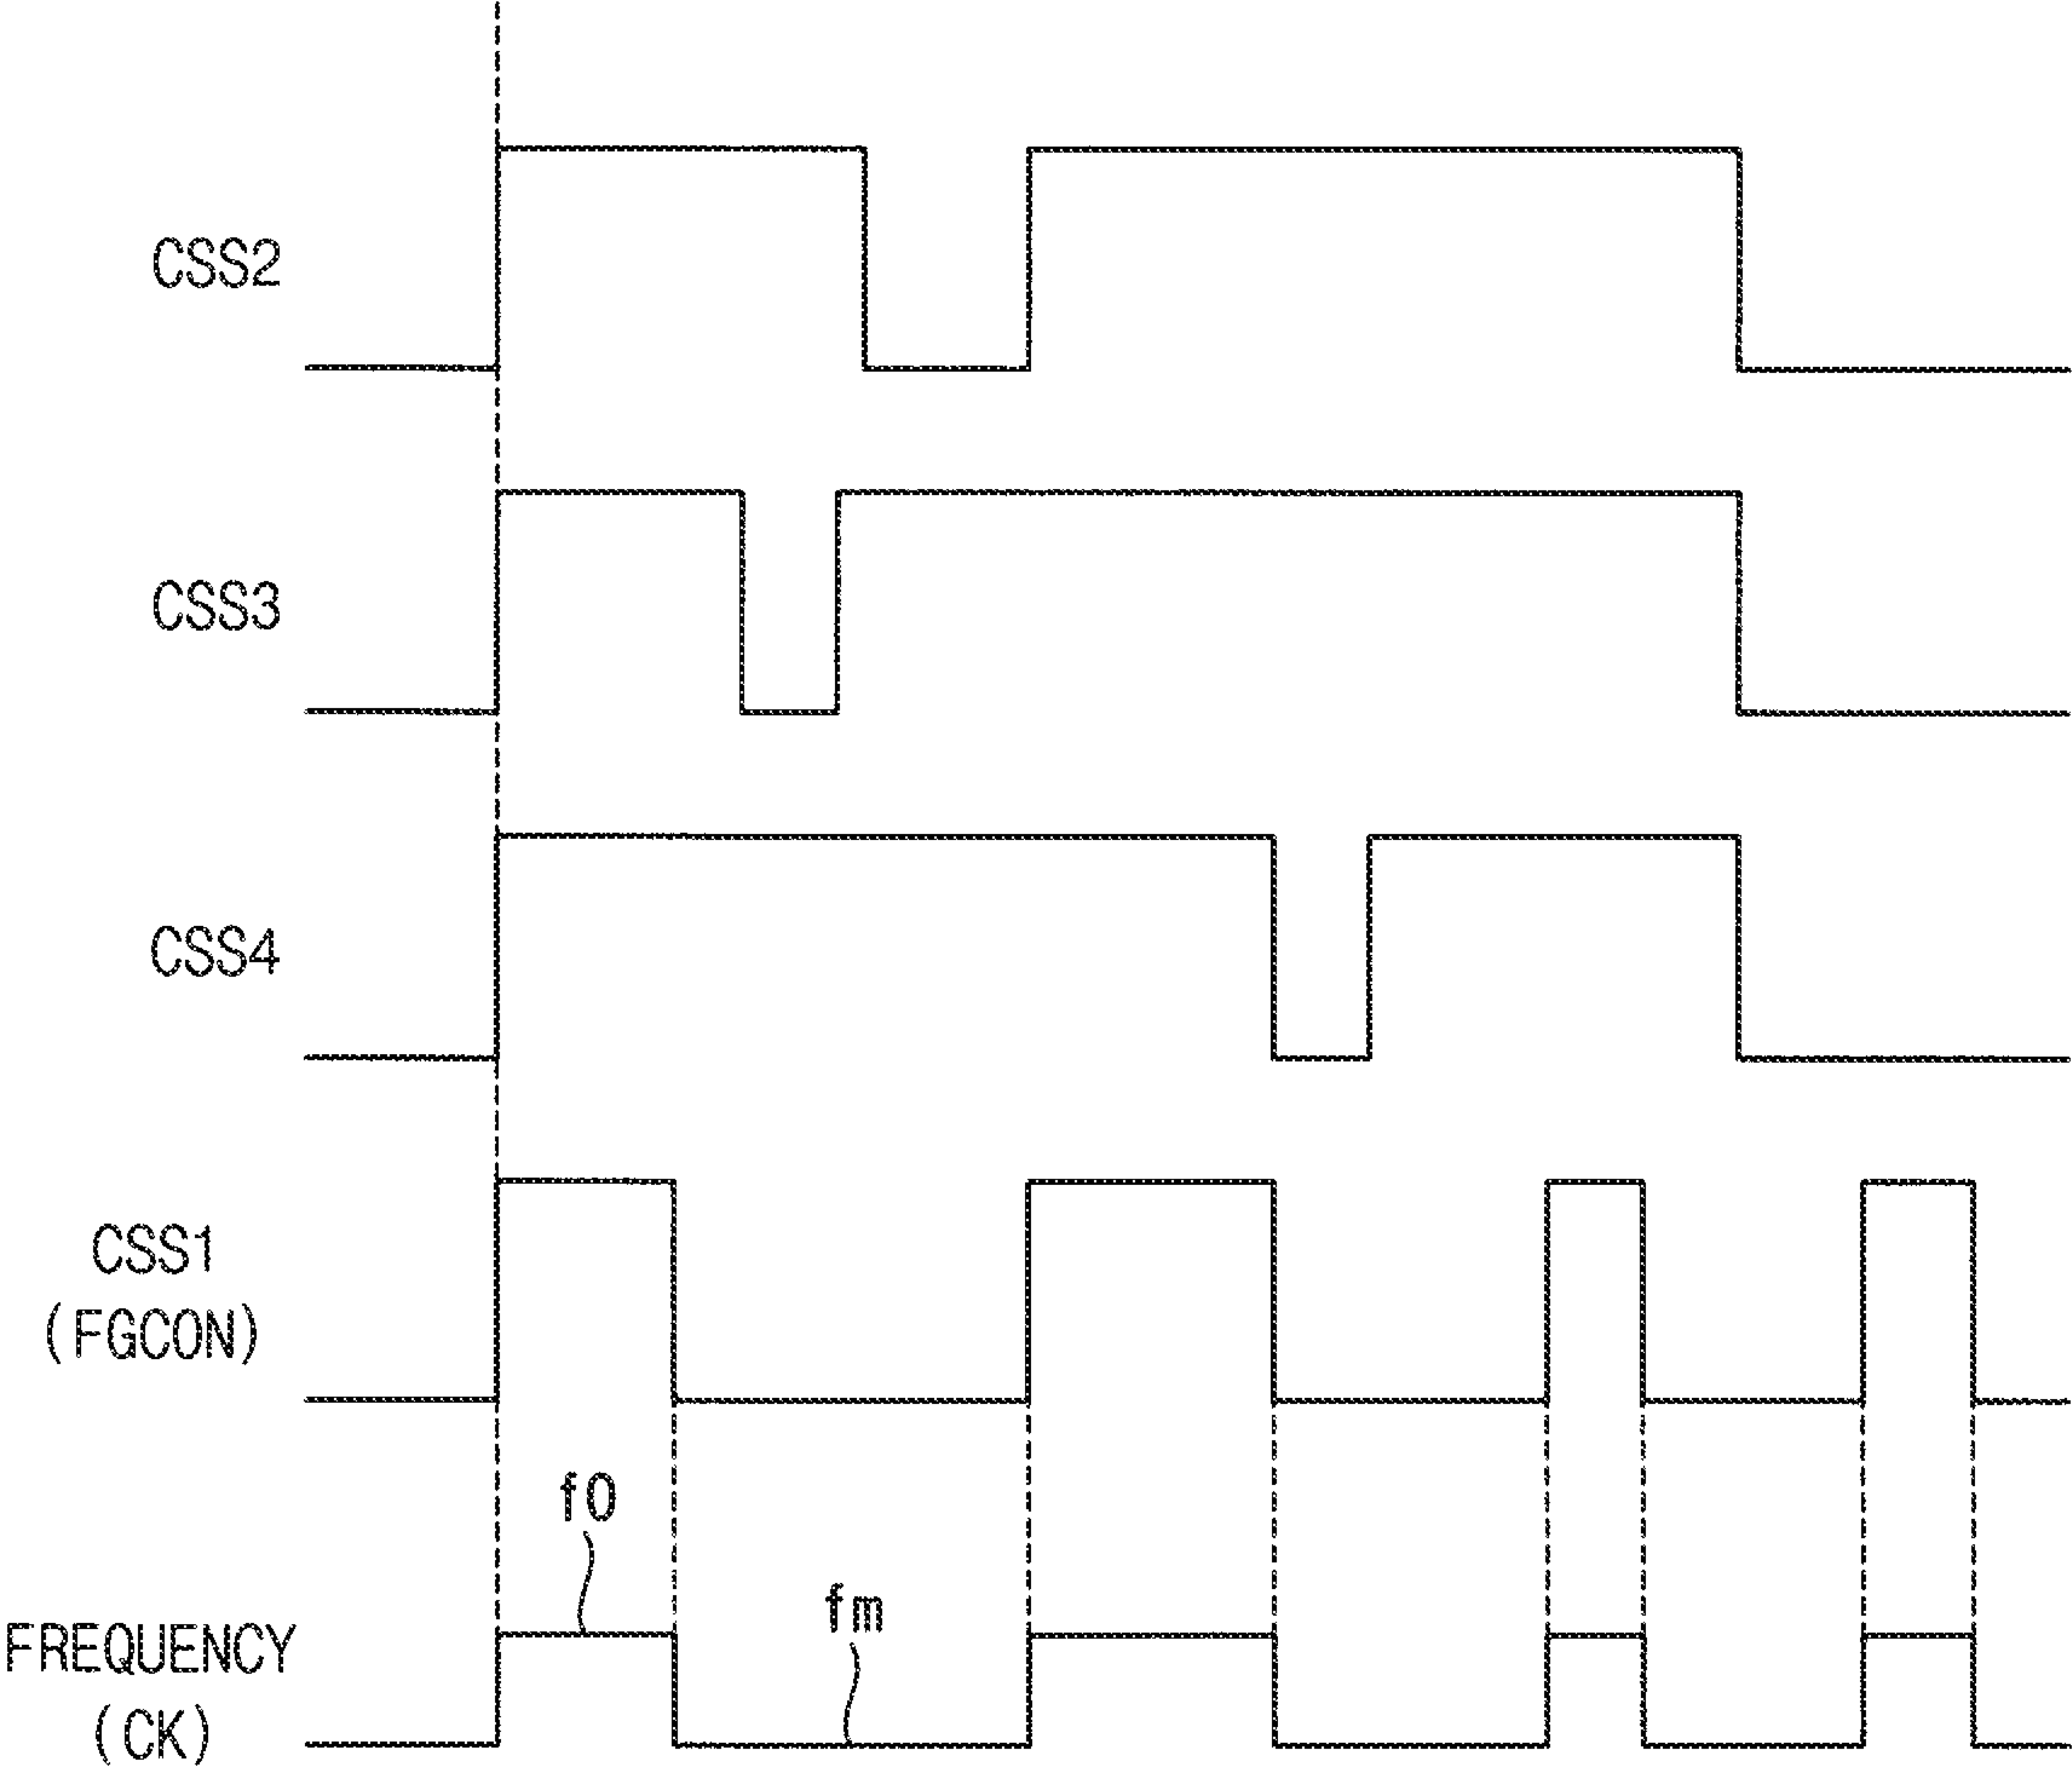 CSS2
CSS3
CSS4
CSS1
(FGCON)
f0
fm
FREQUENCY
(CK)